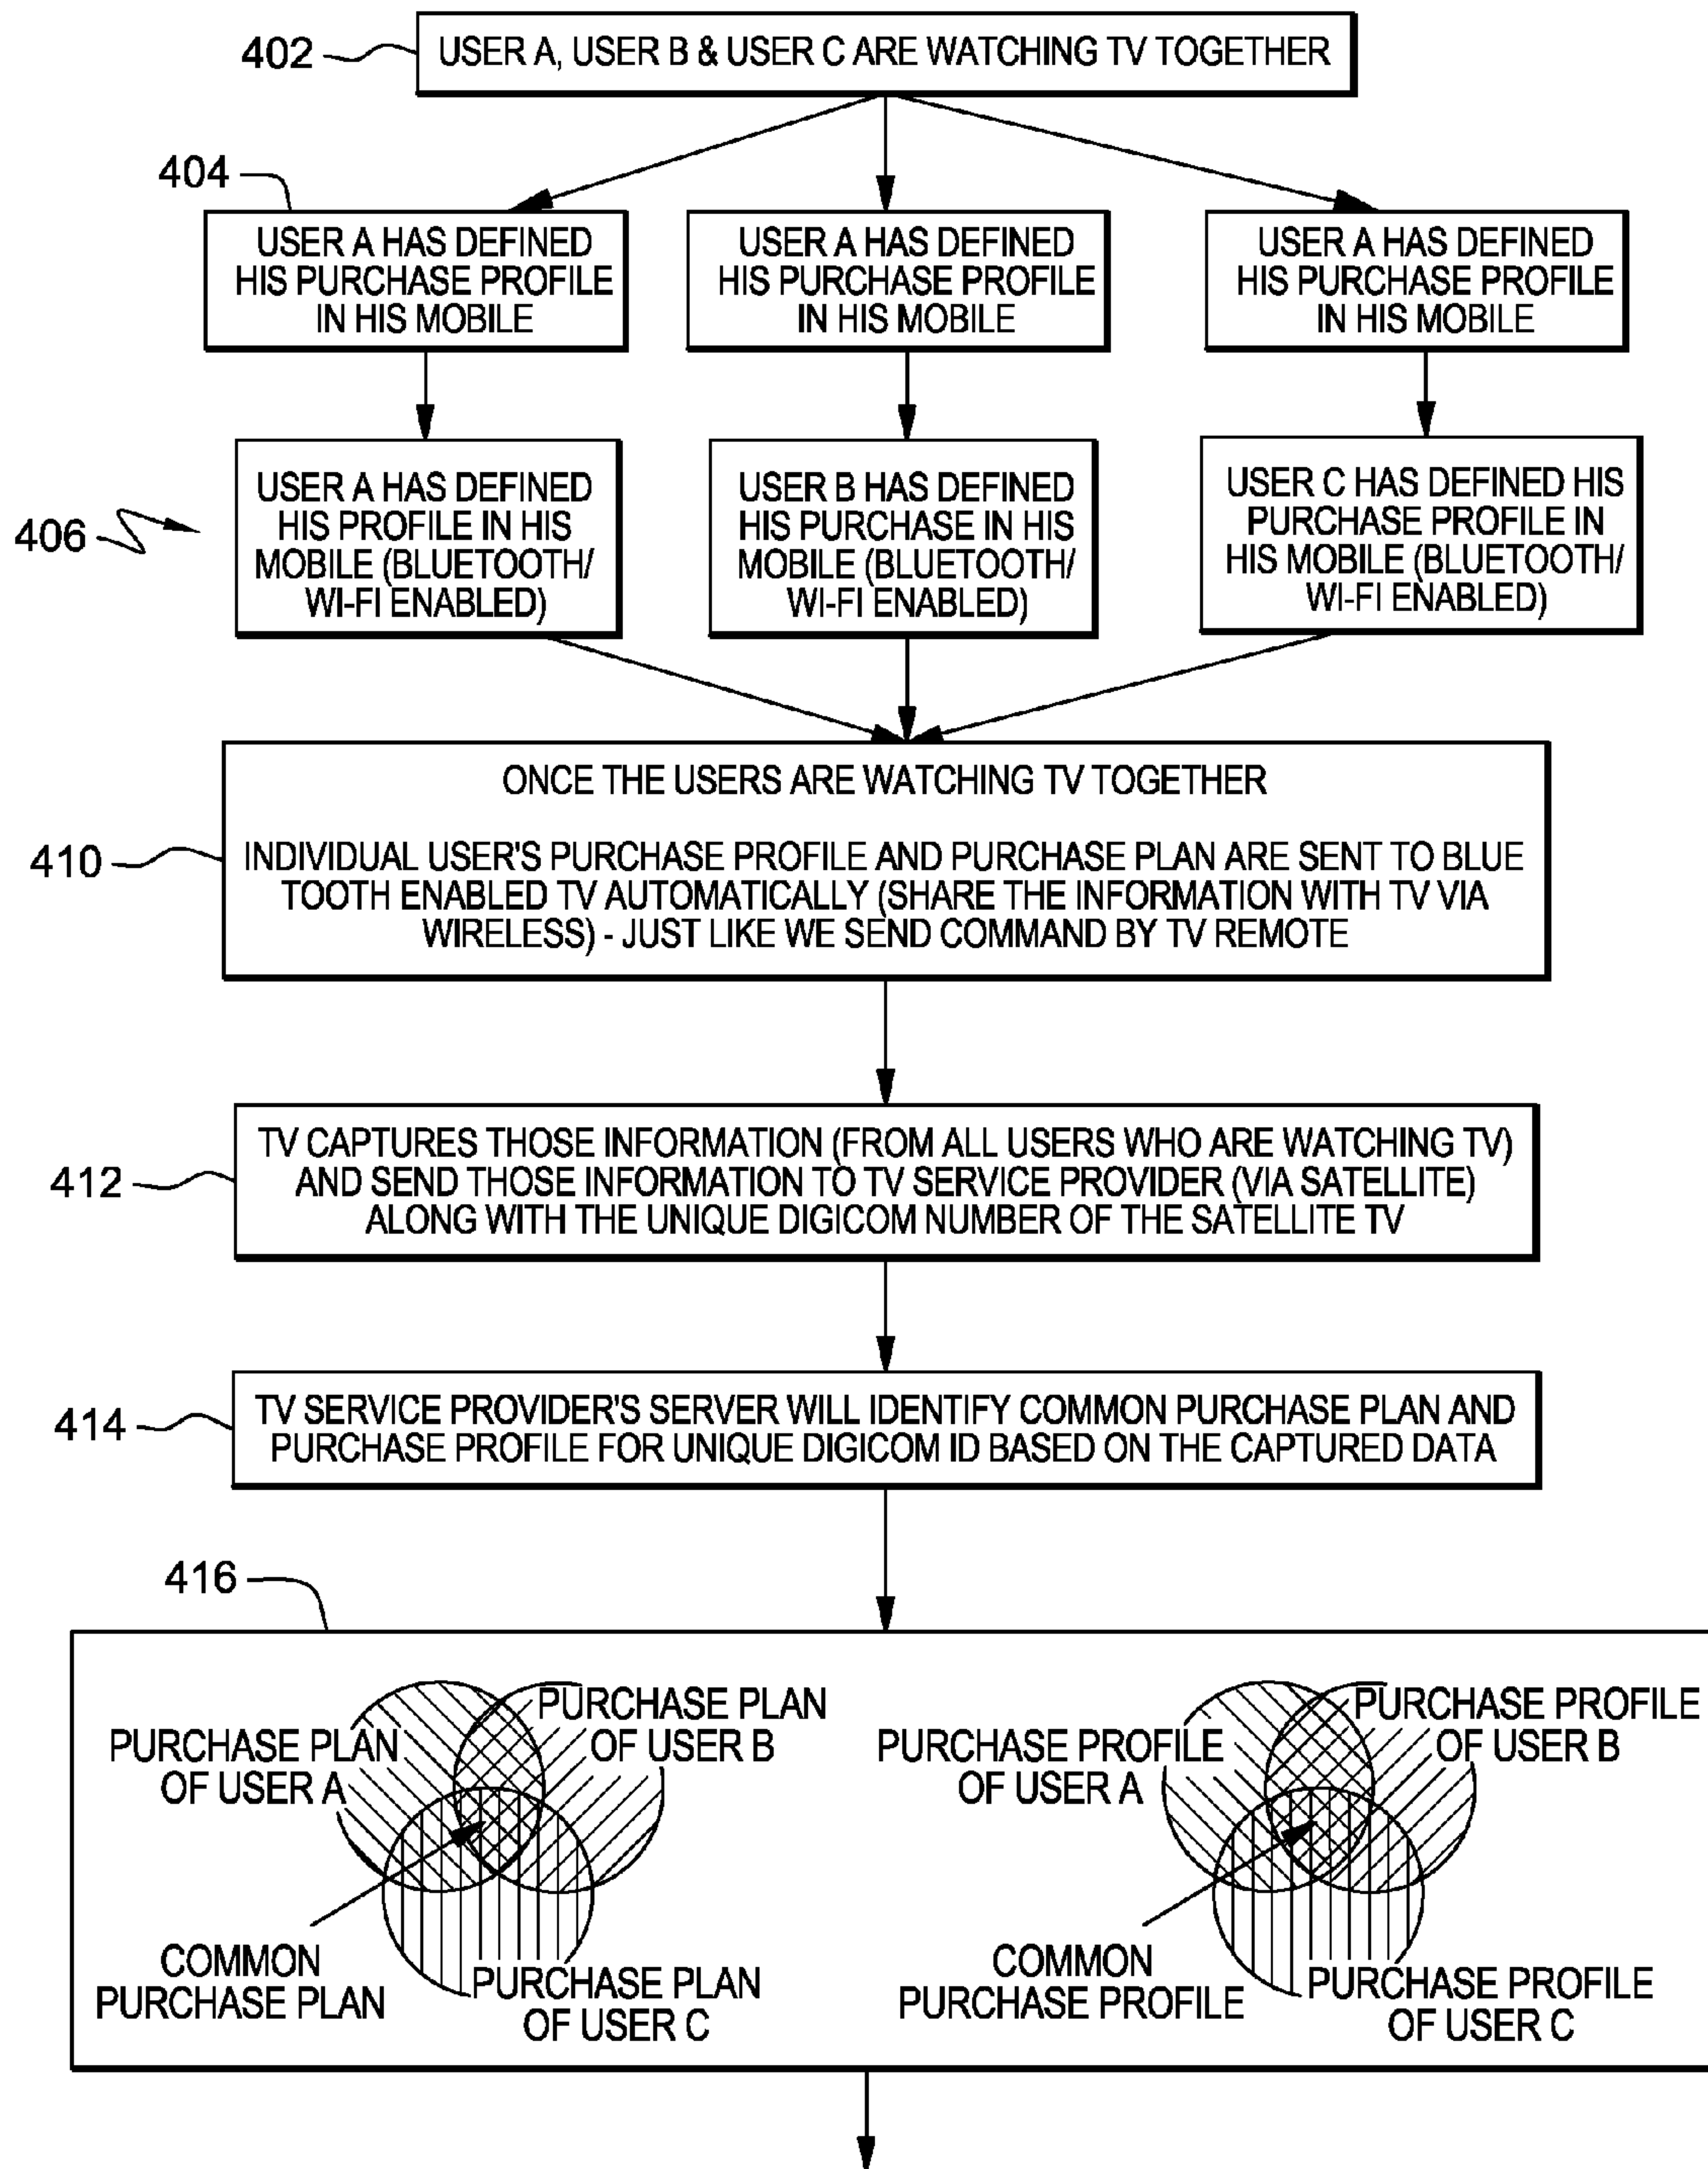 402
USER A, USER B & USER C ARE WATCHING TV TOGETHER
404
USER A HAS DEFINED
HIS PURCHASE PROFILE
IN HIS MOBILE
USER A HAS DEFINED
HIS PURCHASE PROFILE
IN HIS MOBILE
USER A HAS DEFINED
HIS PURCHASE PROFILE
IN HIS MOBILE
406
USER A HAS DEFINED
HIS PROFILE IN HIS
MOBILE (BLUETOOTH/
WI-FI ENABLED)
USER B HAS DEFINED
HIS PURCHASE IN HIS
MOBILE (BLUETOOTH/
WI-FI ENABLED)
USER C HAS DEFINED HIS
PURCHASE PROFILE IN
HIS MOBILE (BLUETOOTH/
WI-FI ENABLED)
410
ONCE THE USERS ARE WATCHING TV TOGETHER
INDIVIDUAL USER'S PURCHASE PROFILE AND PURCHASE PLAN ARE SENT TO BLUE
TOOTH ENABLED TV AUTOMATICALLY (SHARE THE INFORMATION WITH TV VIA
WIRELESS) - JUST LIKE WE SEND COMMAND BY TV REMOTE
412
TV CAPTURES THOSE INFORMATION (FROM ALL USERS WHO ARE WATCHING TV)
AND SEND THOSE INFORMATION TO TV SERVICE PROVIDER (VIA SATELLITE)
ALONG WITH THE UNIQUE DIGICOM NUMBER OF THE SATELLITE TV
414
TV SERVICE PROVIDER'S SERVER WILL IDENTIFY COMMON PURCHASE PLAN AND
PURCHASE PROFILE FOR UNIQUE DIGICOM ID BASED ON THE CAPTURED DATA
416
PURCHASE PLAN
OF USER A
PURCHASE PLAN
OF USER B
COMMON
PURCHASE PLAN
PURCHASE PLAN
OF USER C
PURCHASE PROFILE
OF USER A
PURCHASE PROFILE
OF USER B
COMMON
PURCHASE PROFILE
PURCHASE PROFILE
OF USER C